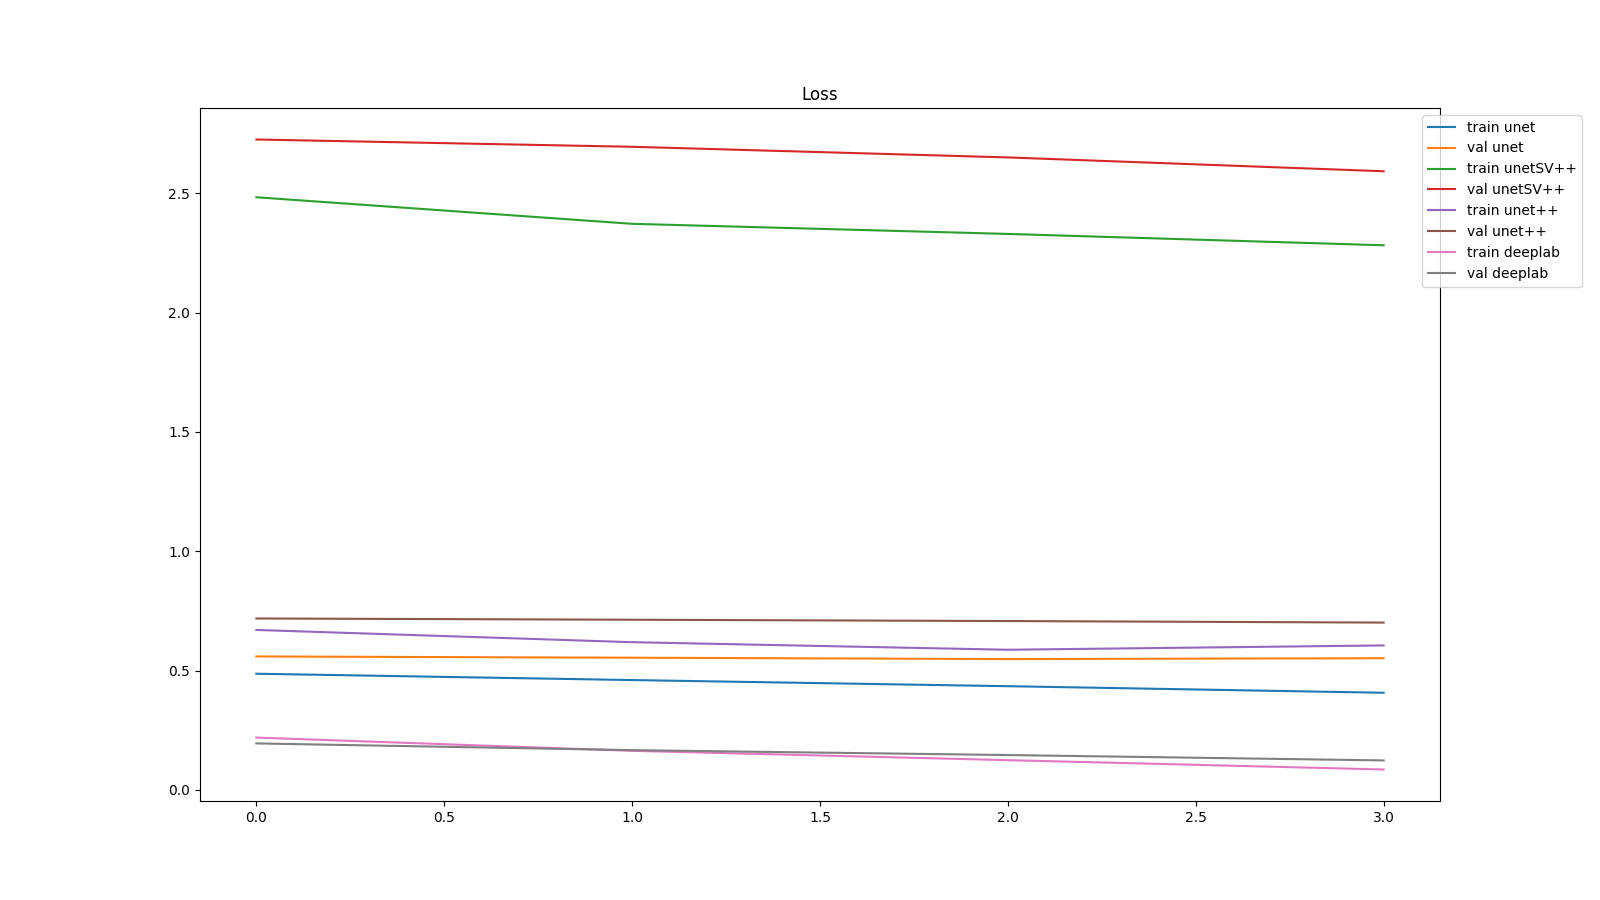 Loss
train unet
val unet
train unetSV++
val unetSV++
train unet++
val unet++
train deeplab
val deeplab
2.5
2.0
1.5
1.0
0.5
0.0
0.0 0.5 1.0 1.5 2.0 2.5 3.0